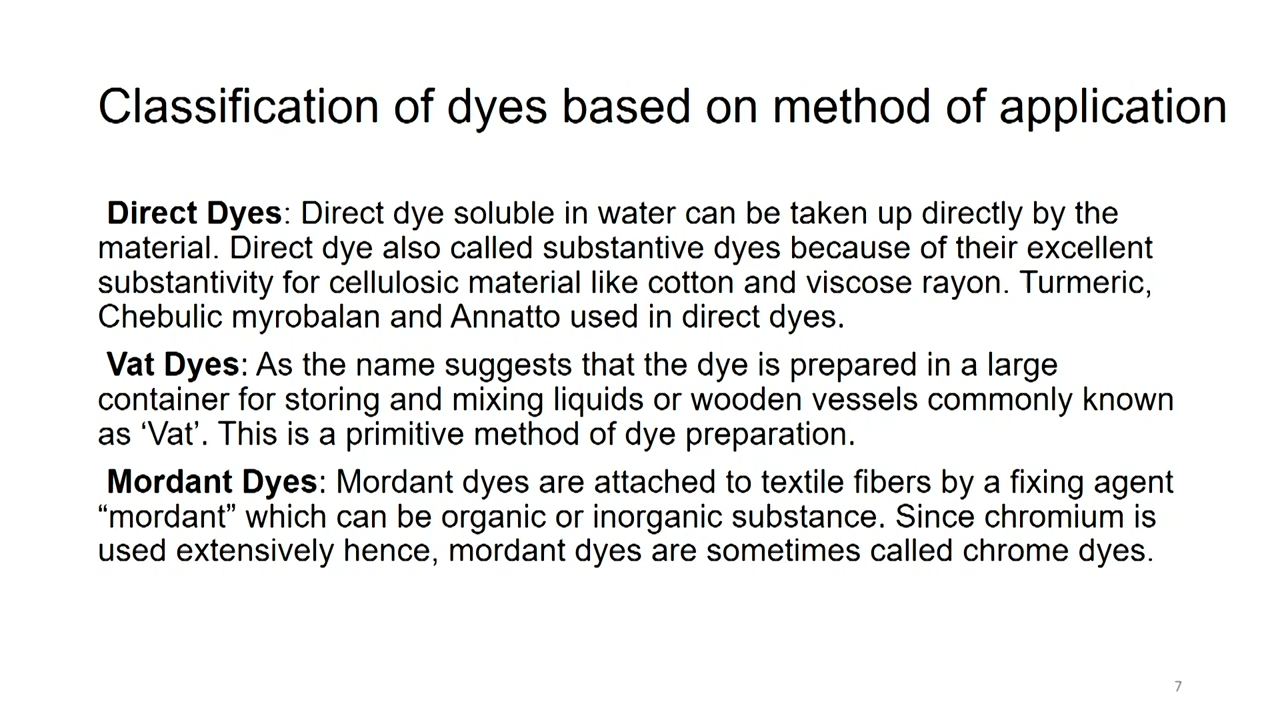 Classification of dyes based on method of application
Direct Dyes: Direct dye soluble in water can be taken up directly by the
material. Direct dye also called substantive dyes because of their excellent
substantivity for cellulosic material like cotton and viscose rayon. Turmeric,
Chebulic myrobalan and Annatto used in direct dyes.
Vat Dyes: As the name suggests that the dye is prepared in a large
container for storing and mixing liquids or wooden vessels commonly known
as ‘Vat’. This is a primitive method of dye preparation.
Mordant Dyes: Mordant dyes are attached to textile fibers by a fixing agent
“mordant” which can be organic or inorganic substance. Since chromium is
used extensively hence, mordant dyes are sometimes called chrome dyes.
7